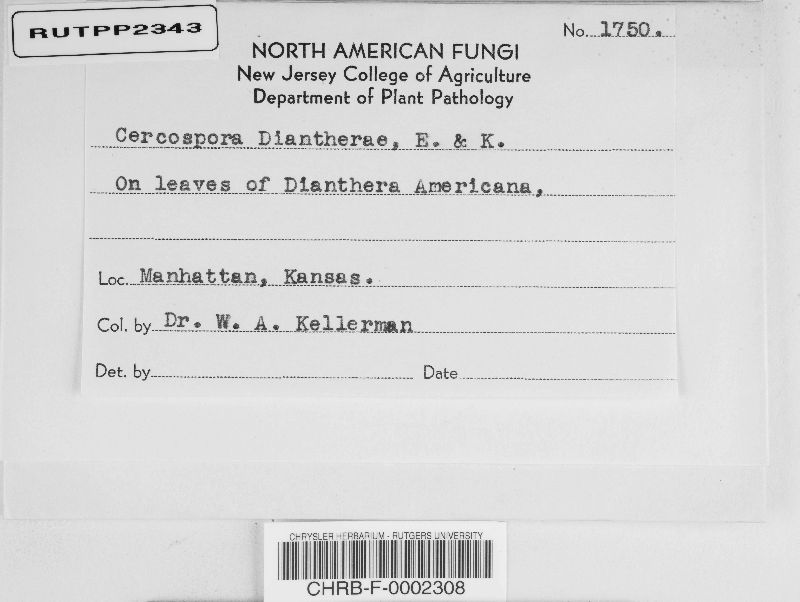 RUTPP2343
No. 1750.
NORTH AMERICAN FUNGI
New Jersey College of Agriculture
Department of Plant Pathology
Cercospora Diantherae, E. & K.
On leaves of Dianthera Americana,
Loc. Manhattan, Kansas.
Col. by Dr. W. A. Kellerman
Det. by Date
CHRYSLER HERBARIUM - RUTGERS UNIVERSITY
CHRB-F-0002308